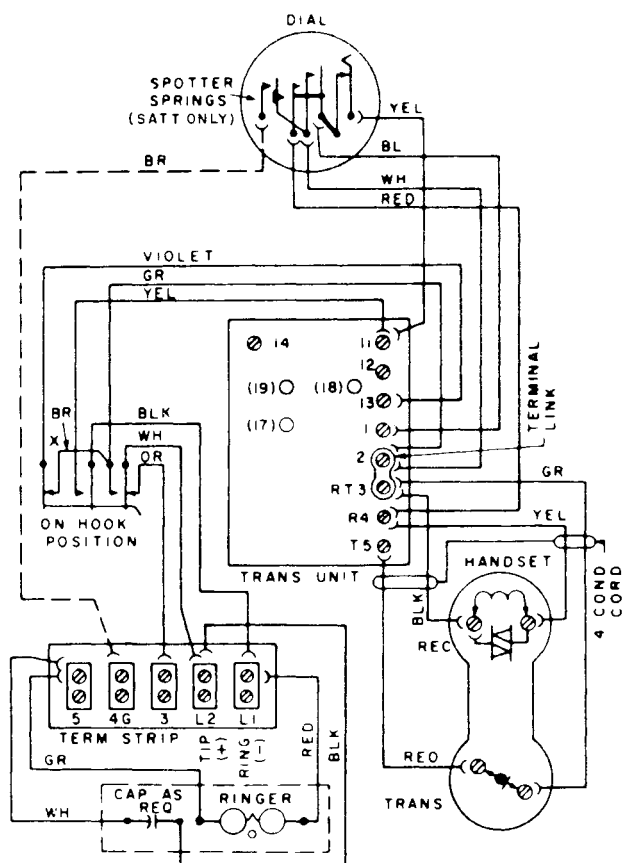 DIAL
SPOTTER
SPRINGS
(SATT ONLY)
YEL
BL
BR
WH
RED
VIOLET
GR
YEL
14
11
12
(19)
(18)
13
TERMINAL
LINK
BLK
(17)
1
BR
X
WH
2
OR
GR
RT3
ON HOOK
POSITION
R4
YEL
T5
TRANS UNIT
HANDSET
4 COND
CORD
BLK
REC
5
4G
3
L2
L1
TERM STRIP
TIP
(+)
RING
(-)
RED
BLK
GR
RED
TRANS
CAP AS
REQ
RINGER
WH